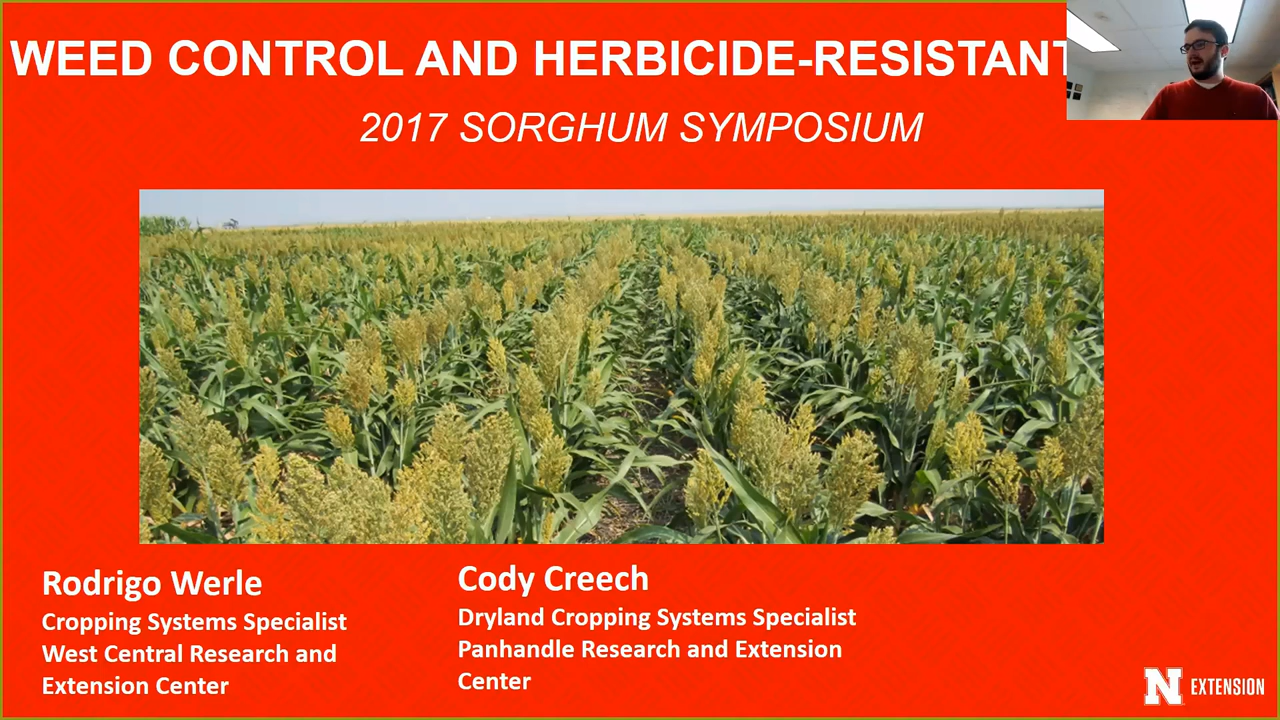 WEED CONTROL AND HERBICIDE-RESISTANT
2017 SORGHUM SYMPOSIUM
Rodrigo Werle
Cropping Systems Specialist
West Central Research and
Extension Center
Cody Creech
Dryland Cropping Systems Specialist
Panhandle Research and Extension
Center
N EXTENSION